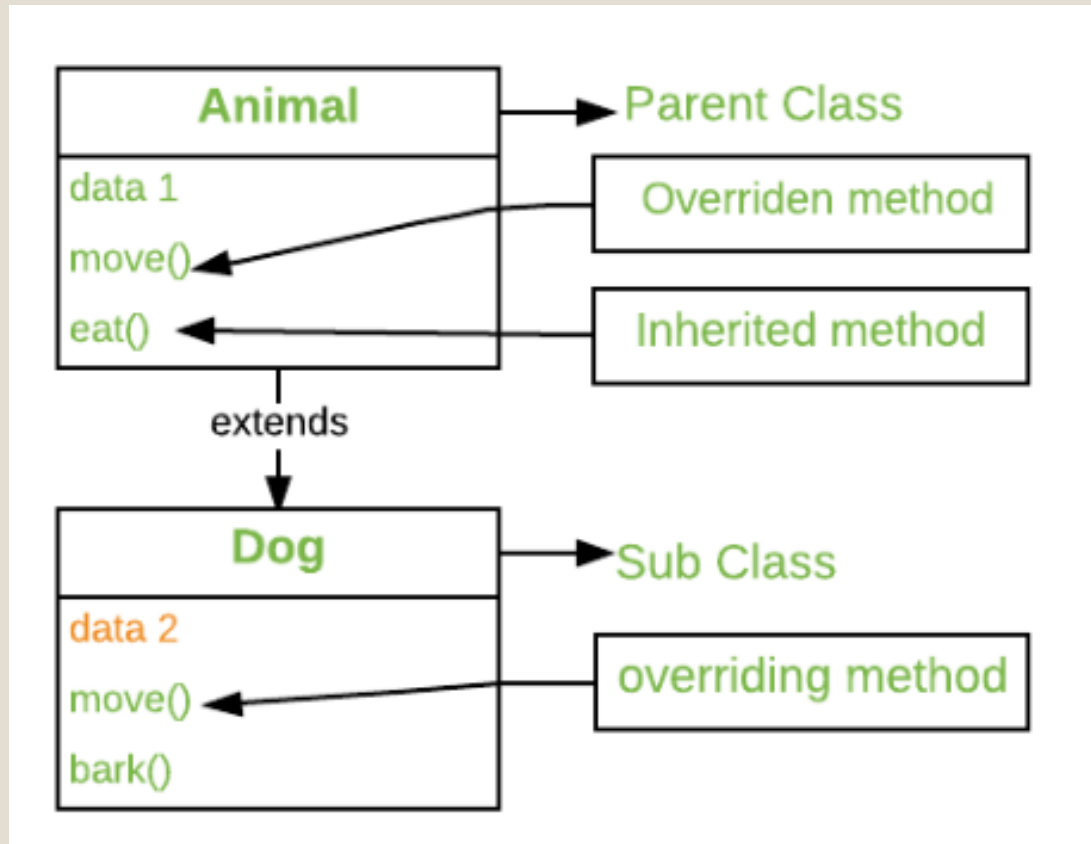 Animal
Parent Class
data 1
Overriden method
move()
eat()
Inherited method
extends
Dog
Sub Class
data 2
move()
overriding method
bark()